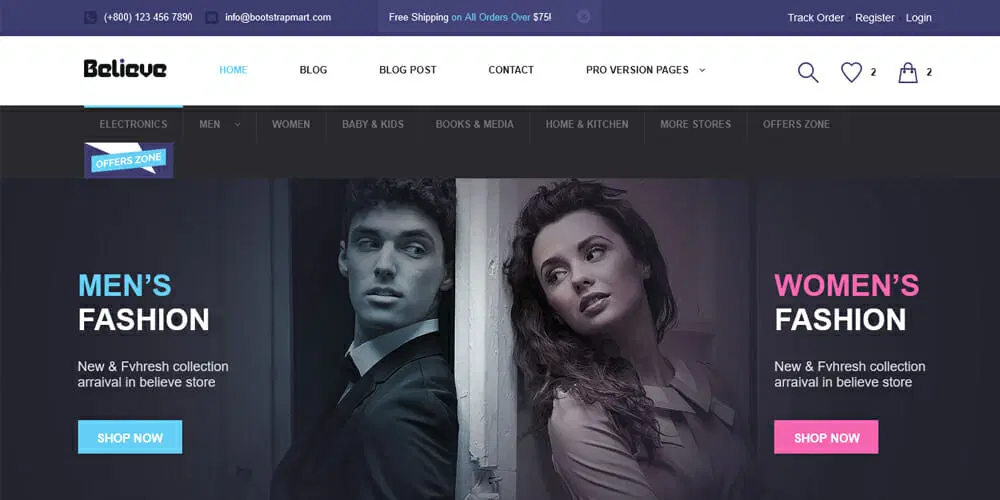 (+800) 123 456 7890 info@bootstrapmart.com Free Shipping on All Orders Over $75! Track Order Register Login
Believe HOME BLOG BLOG POST CONTACT PRO VERSION PAGES 2 2
ELECTRONICS MEN WOMEN BABY & KIDS BOOKS & MEDIA HOME & KITCHEN MORE STORES OFFERS ZONE
OFFERS ZONE
MEN'S
FASHION
New & Fvhresh collection
arraival in believe store
SHOP NOW
WOMEN'S
FASHION
New & Fvhresh collection
arraival in believe store
SHOP NOW